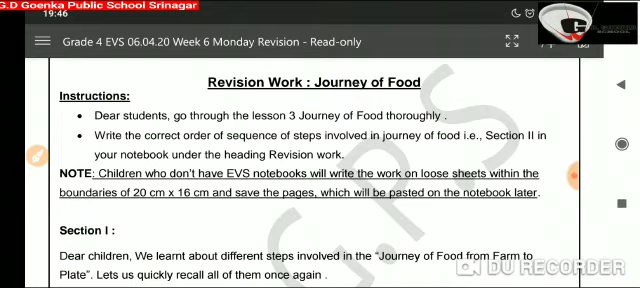 G.D Goenka Public School Srinagar
19:46
Grade 4 EVS 06.04.20 Week 6 Monday Revision - Read-only
Revision Work : Journey of Food
Instructions:
Dear students, go through the lesson 3 Journey of Food thoroughly .
Write the correct order of sequence of steps involved in journey of food i.e., Section II in
your notebook under the heading Revision work.
NOTE: Children who don't have EVS notebooks will write the work on loose sheets within the
boundaries of 20 cm x 16 cm and save the pages, which will be pasted on the notebook later.
Section I :
Dear children, We learnt about different steps involved in the “Journey of Food from Farm to
Plate”. Lets us quickly recall all of them once again .
G.P.S
DU RECORDER